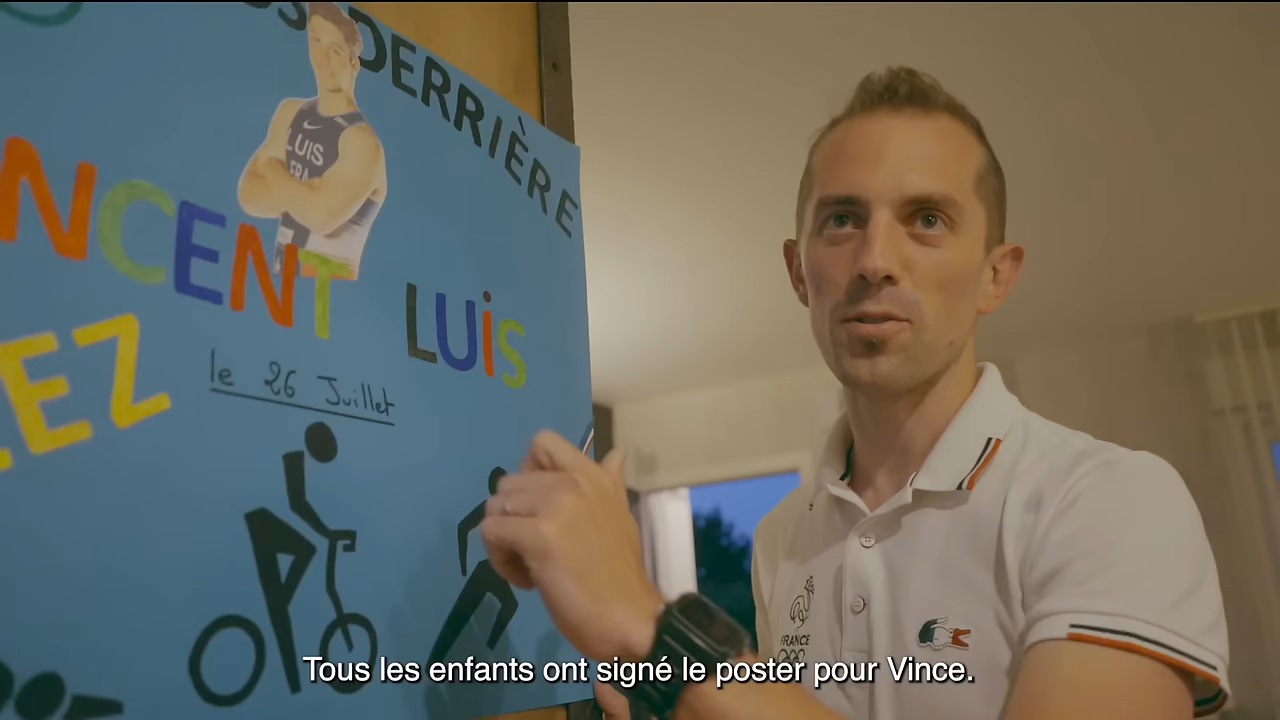 DERRIÈRE
LUIS
FRA
NCENT LUiS
EZ
le 26 Juillet
FRANCE
Tous les enfants ont signé le poster pour Vince.